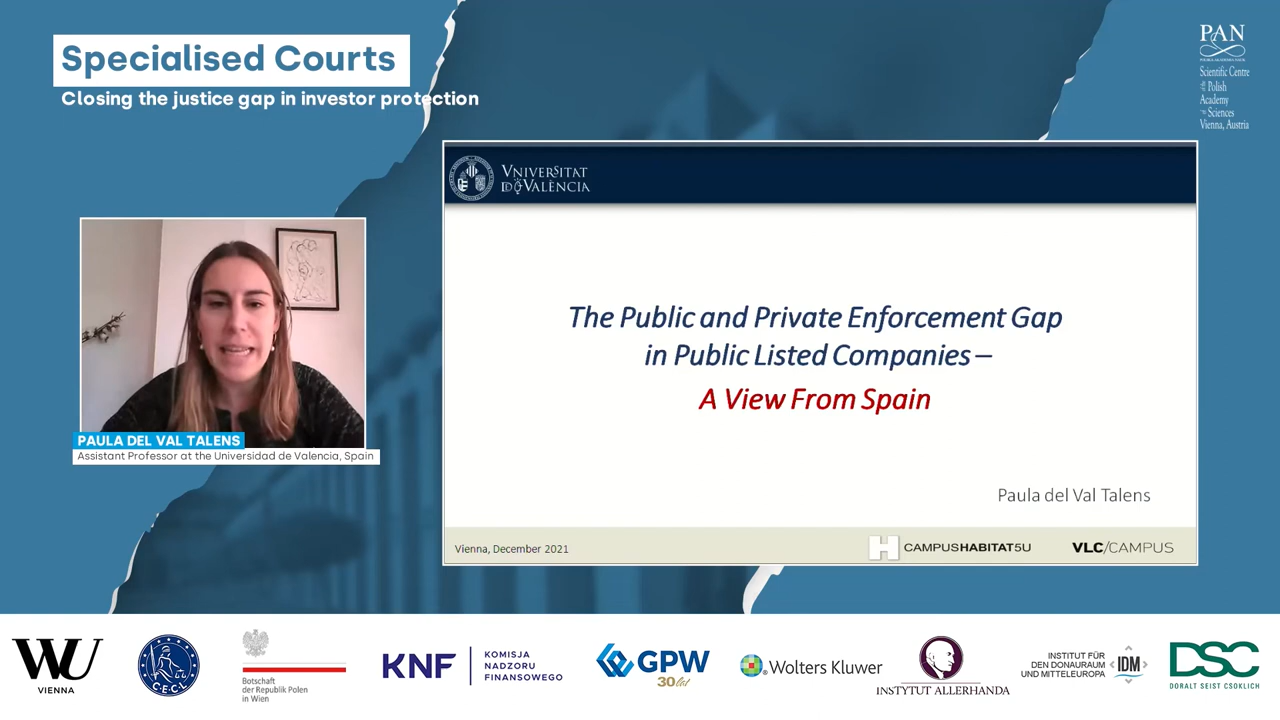 Specialised Courts
Closing the justice gap in investor protection
PAN
Scientific Centre
Polish
Academy
Sciences
Vienna, Austria
VNIVERSITAT
DE VALÈNCIA
The Public and Private Enforcement Gap
in Public Listed Companies –
A View From Spain
Paula del Val Talens
Vienna, December 2021
CAMPUSHABITAT5U
VLC/CAMPUS
PAULA DEL VAL TALENS
Assistant Professor at the Universidad de Valencia, Spain
WU
VIENNA
C·E·C·L
Botschaft
der Republik Polen
in Wien
KNF
KOMISJA
NADZORU
FINANSOWEGO
GPW
30lat
Wolters Kluwer
INSTYTUT ALLERHANDA
INSTITUT FÜR
DEN DONAURAUM
UND MITTELEUROPA
IDM
DSC
DORALT SEIST CSOKLICH